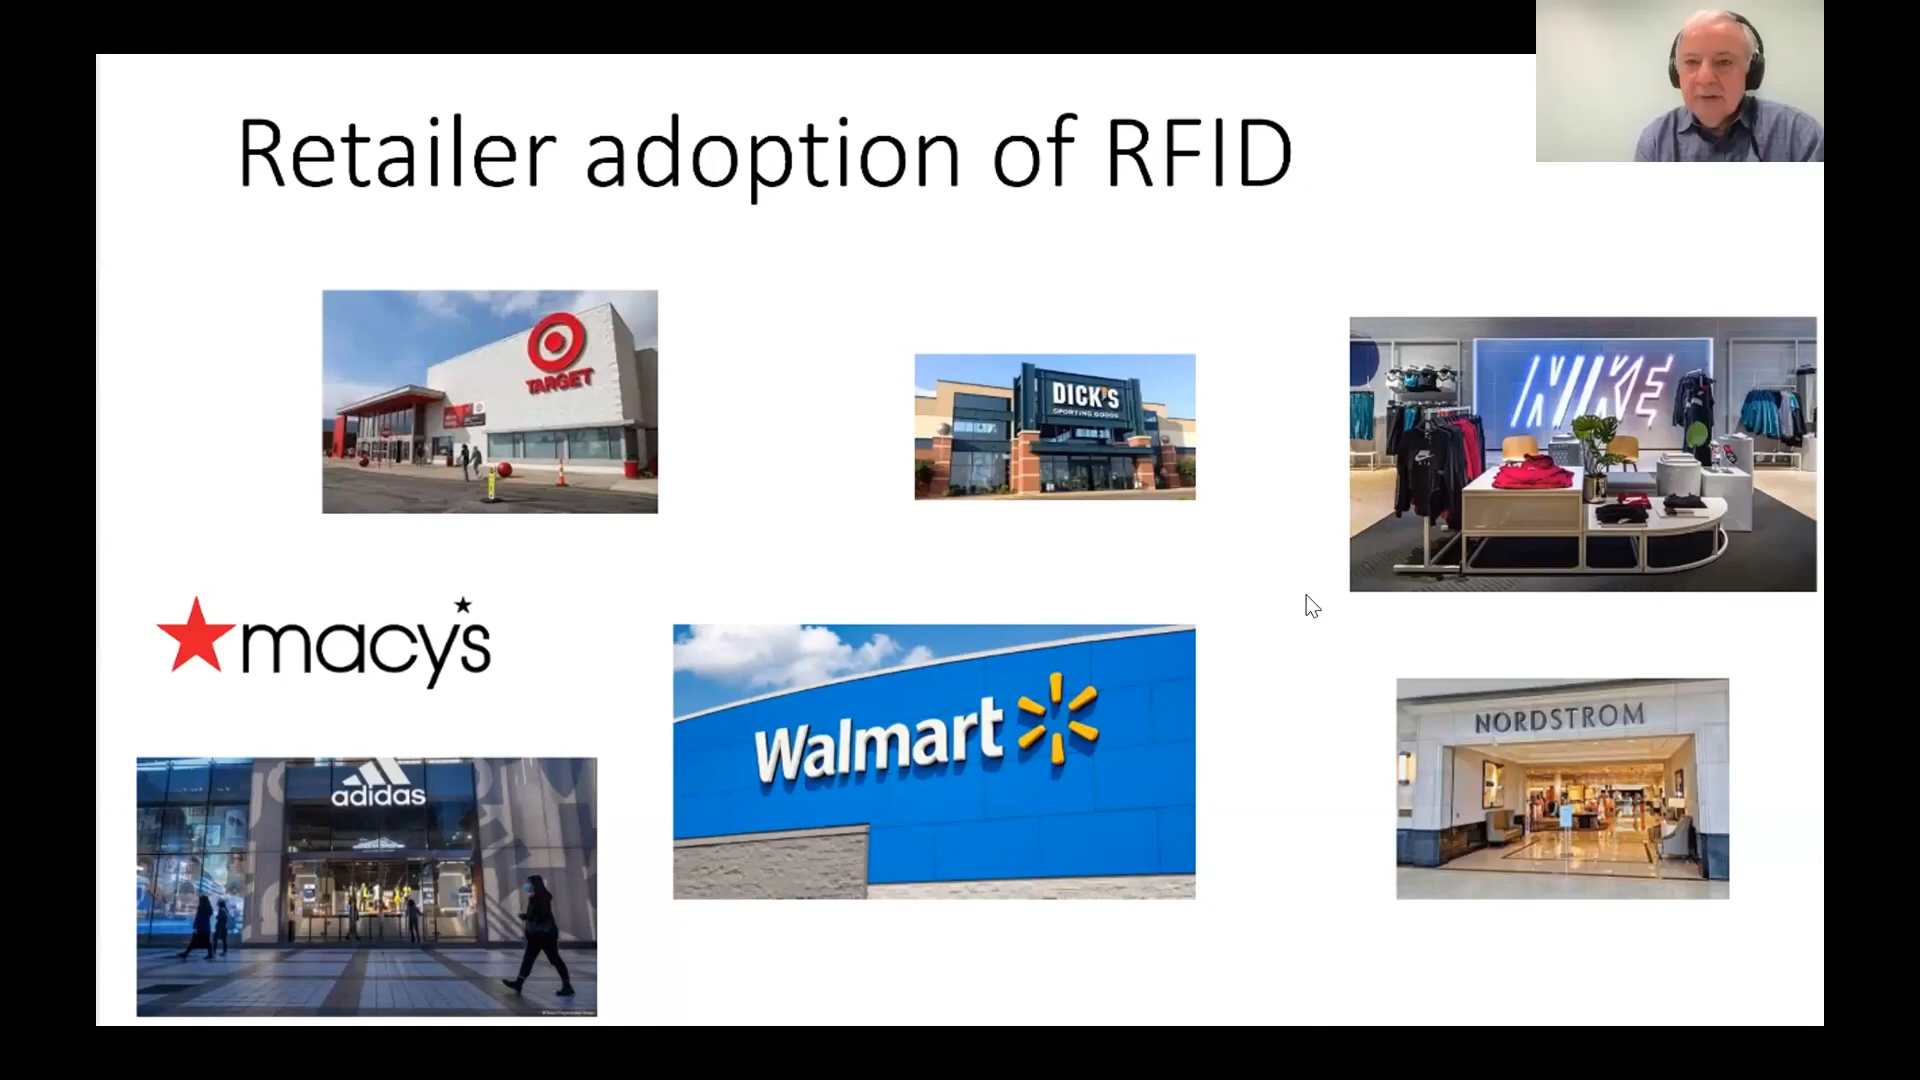 Retailer adoption of RFID
TARGET
DICK'S
SPORTING GOODS
NIKE
macy's
Walmart
NORDSTROM
adidas